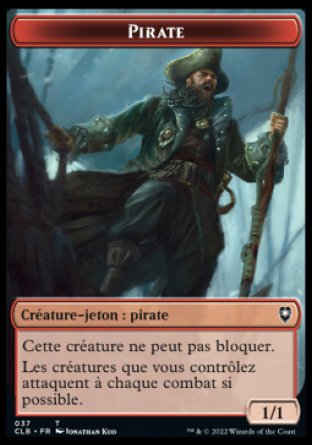 PIRATE
Créature-jeton : pirate
Cette créature ne peut pas bloquer.
Les créatures que vous contrôlez
attaquent à chaque combat si
possible.
1/1
037 T
CLB • FR JONATHAN KUO
™ & © 2022 Wizards of the Coast